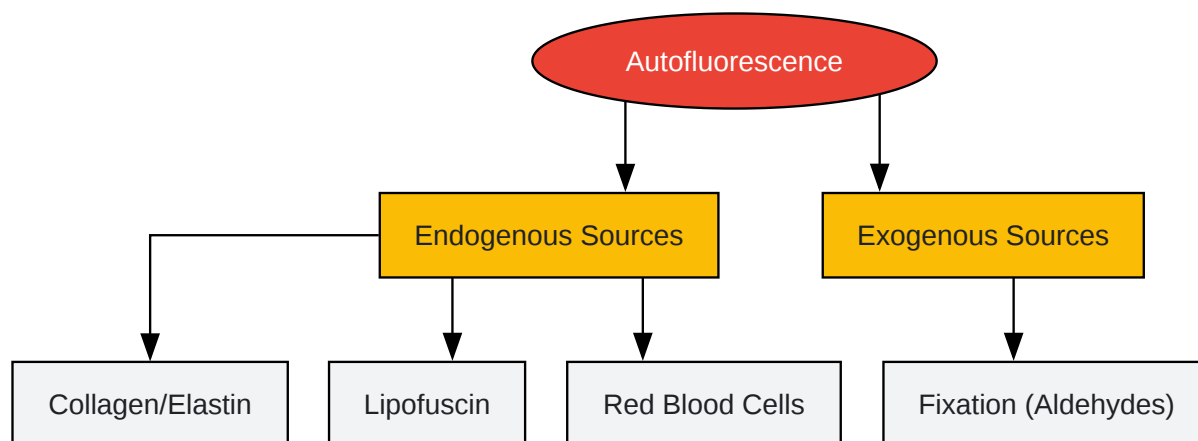 Autofluorescence
Endogenous Sources
Exogenous Sources
Collagen/Elastin
Lipofuscin
Red Blood Cells
Fixation (Aldehydes)